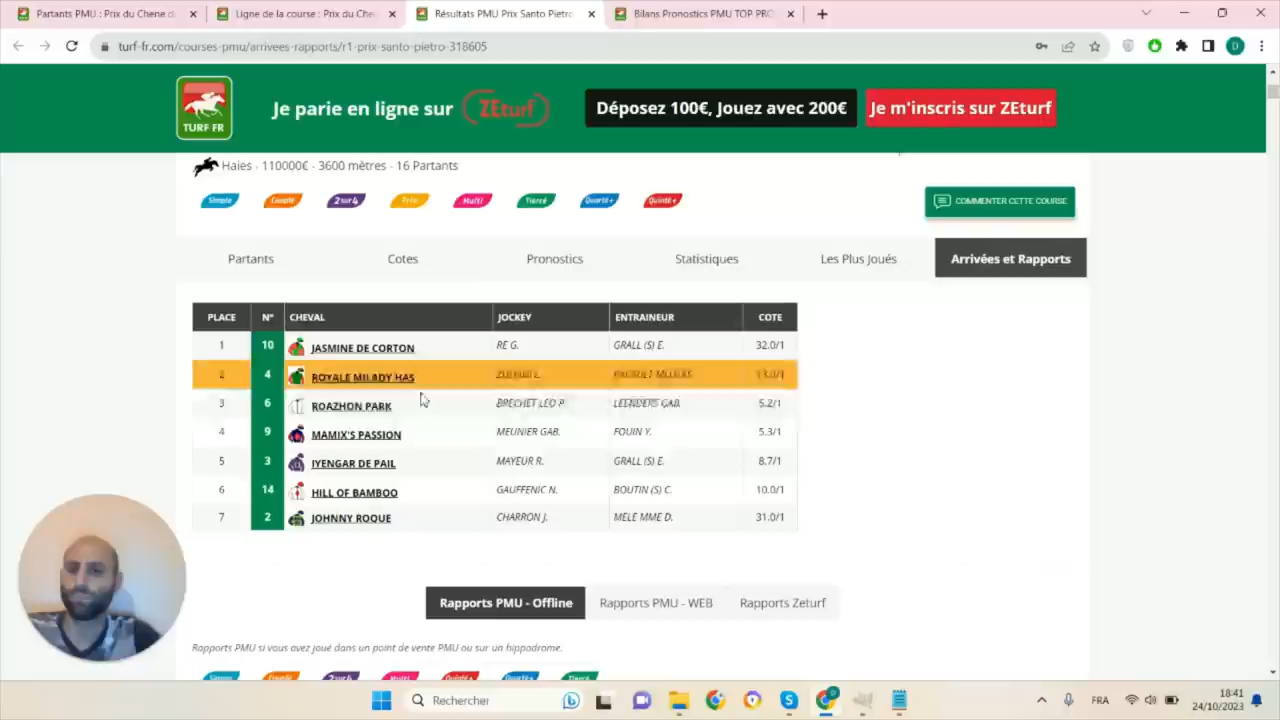 Partants PMU : Prix du Chene d
Ligne de la course : Prix du Che
Résultats PMU Prix Santo Pietro
Bilans Pronostics PMU TOP PRO
turf-fr.com/courses-pmu/arrivees-rapports/r1-prix-santo-pietro-318605
TURF FR
Je parie en ligne sur ZEturf
Déposez 100€, Jouez avec 200€
Je m'inscris sur ZEturf
Haies - 110000€ - 3600 mètres - 16 Partants
Simple Couplé 2sur4 Trio Multi Tiercé Quarté+ Quinté+
COMMENTER CETTE COURSE
Partants Cotes Pronostics Statistiques Les Plus Joués Arrivées et Rapports
PLACE N° CHEVAL JOCKEY ENTRAINEUR COTE
1 10 JASMINE DE CORTON RE G. GRALL (S) E. 32.0/1
2 4 ROYALE MILADY HAS 13.0/1
3 6 ROAZHON PARK BRECHET LEO P. LEENDERS GAB. 5.2/1
4 9 MAMIX'S PASSION MEUNIER GAB. FOUIN Y. 5.3/1
5 3 IYENGAR DE PAIL MAYEUR R. GRALL (S) E. 8.7/1
6 14 HILL OF BAMBOO GAUFFENIC N. BOUTIN (S) C. 10.0/1
7 2 JOHNNY ROQUE CHARRON J. MELE MME D. 31.0/1
Rapports PMU - Offline Rapports PMU - WEB Rapports Zeturf
Rapports PMU si vous avez joué dans un point de vente PMU ou sur un hippodrome.
Rechercher
FRA
18:41
24/10/2023